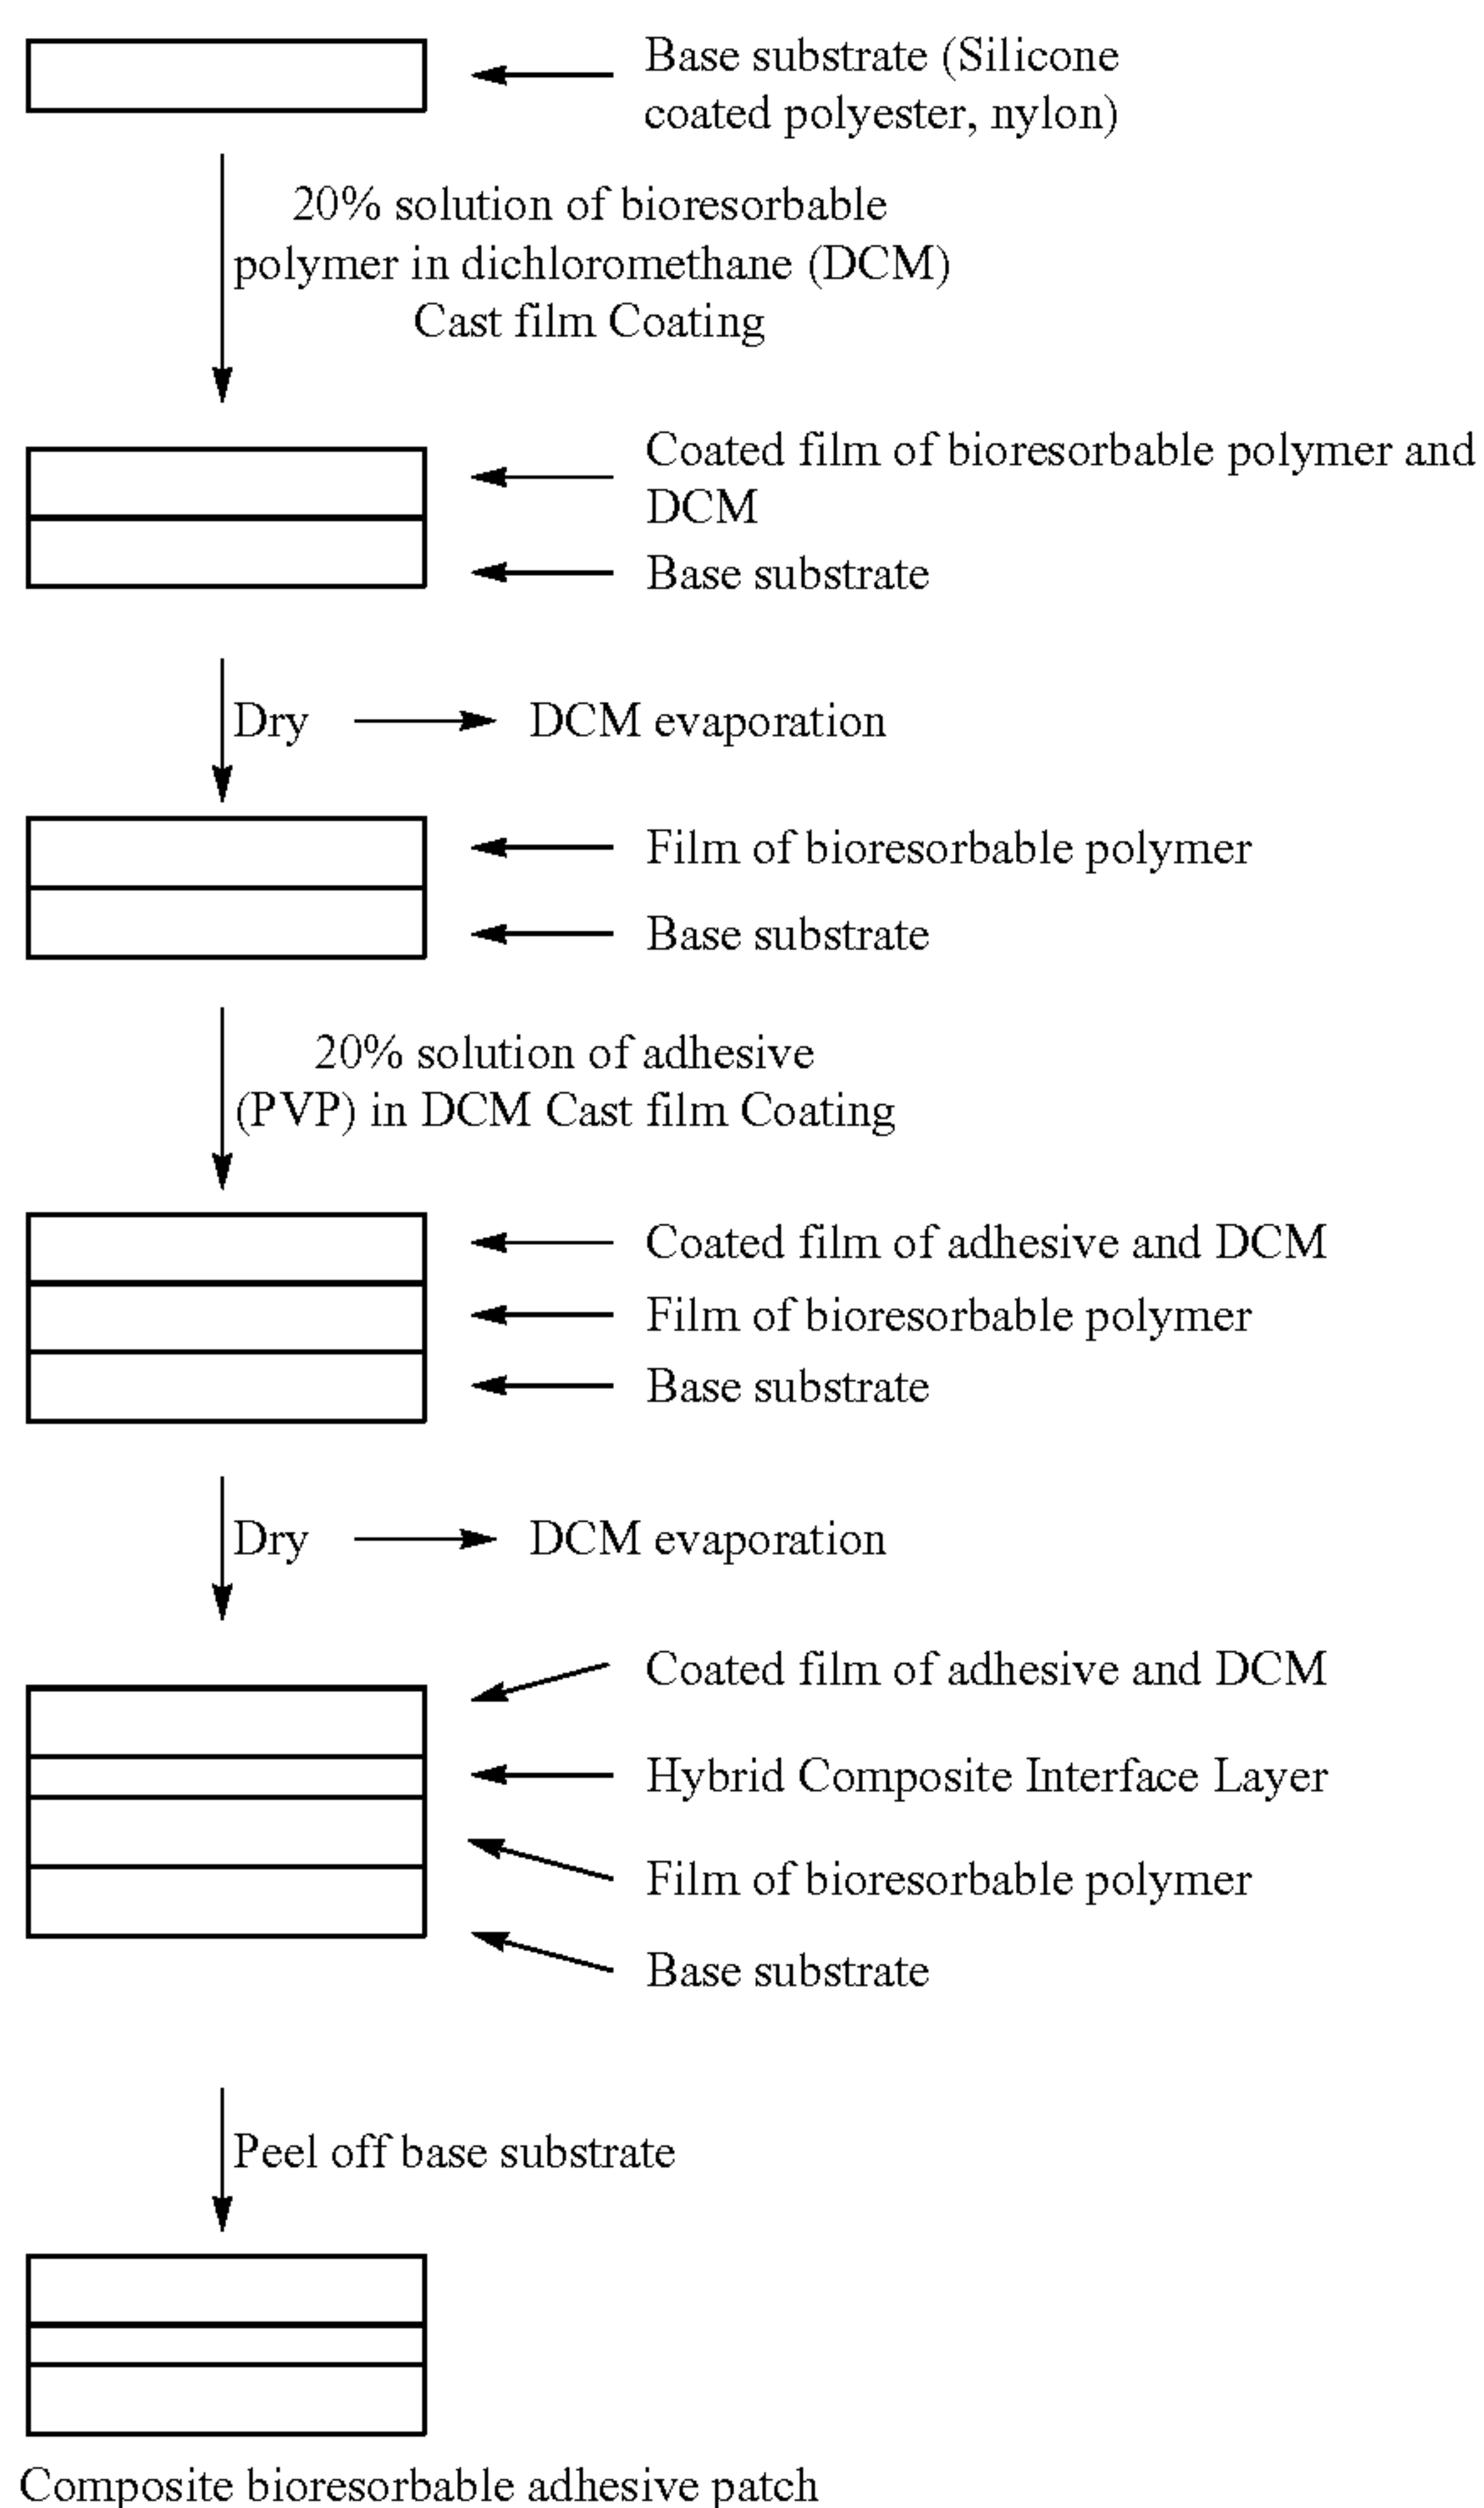 Base substrate (Silicone
coated polyester, nylon)
20% solution of bioresorbable
polymer in dichloromethane (DCM)
Cast film Coating
Coated film of bioresorbable polymer and
DCM
Base substrate
Dry
DCM evaporation
Film of bioresorbable polymer
Base substrate
20% solution of adhesive
(PVP) in DCM Cast film Coating
Coated film of adhesive and DCM
Film of bioresorbable polymer
Base substrate
Dry
DCM evaporation
Coated film of adhesive and DCM
Hybrid Composite Interface Layer
Film of bioresorbable polymer
Base substrate
Peel off base substrate
Composite bioresorbable adhesive patch